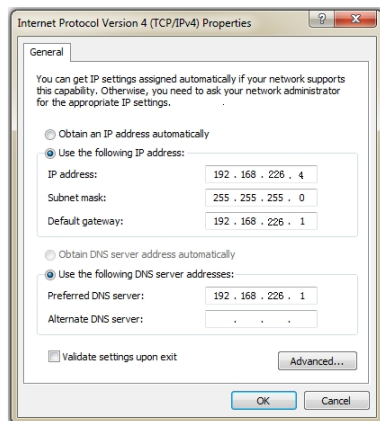 Internet Protocol Version 4 (TCP/IPv4) Properties
General
You can get IP settings assigned automatically if your network supports
this capability. Otherwise, you need to ask your network administrator
for the appropriate IP settings.
Obtain an IP address automatically
Use the following IP address:
IP address: 192 . 168 . 226 . 4
Subnet mask: 255 . 255 . 255 . 0
Default gateway: 192 . 168 . 226 . 1
Obtain DNS server address automatically
Use the following DNS server addresses:
Preferred DNS server: 192 . 168 . 226 . 1
Alternate DNS server: . . .
Validate settings upon exit
Advanced...
OK Cancel